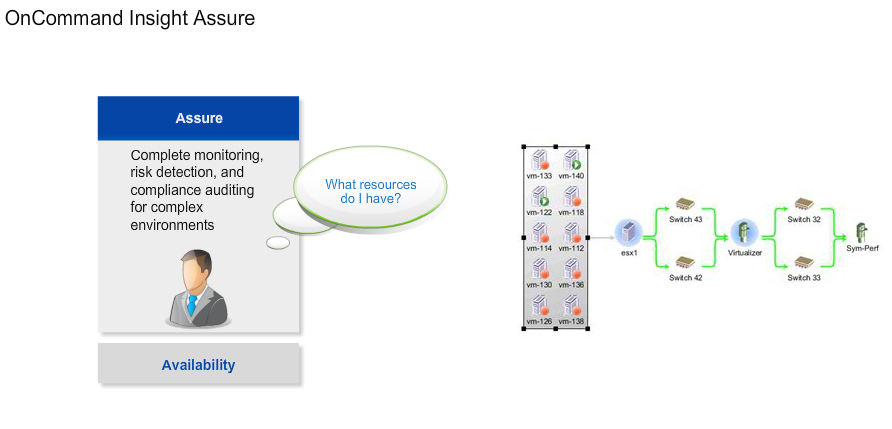 OnCommand Insight Assure
Assure
Complete monitoring,
risk detection, and
compliance auditing
for complex
environments
What resources
do I have?
Availability
vm-133 vm-140
vm-122 vm-118
vm-114 vm-112
vm-130 vm-136
vm-126 vm-138
esx1
Switch 43
Switch 42
Virtualizer
Switch 32
Switch 33
Sym-Perf